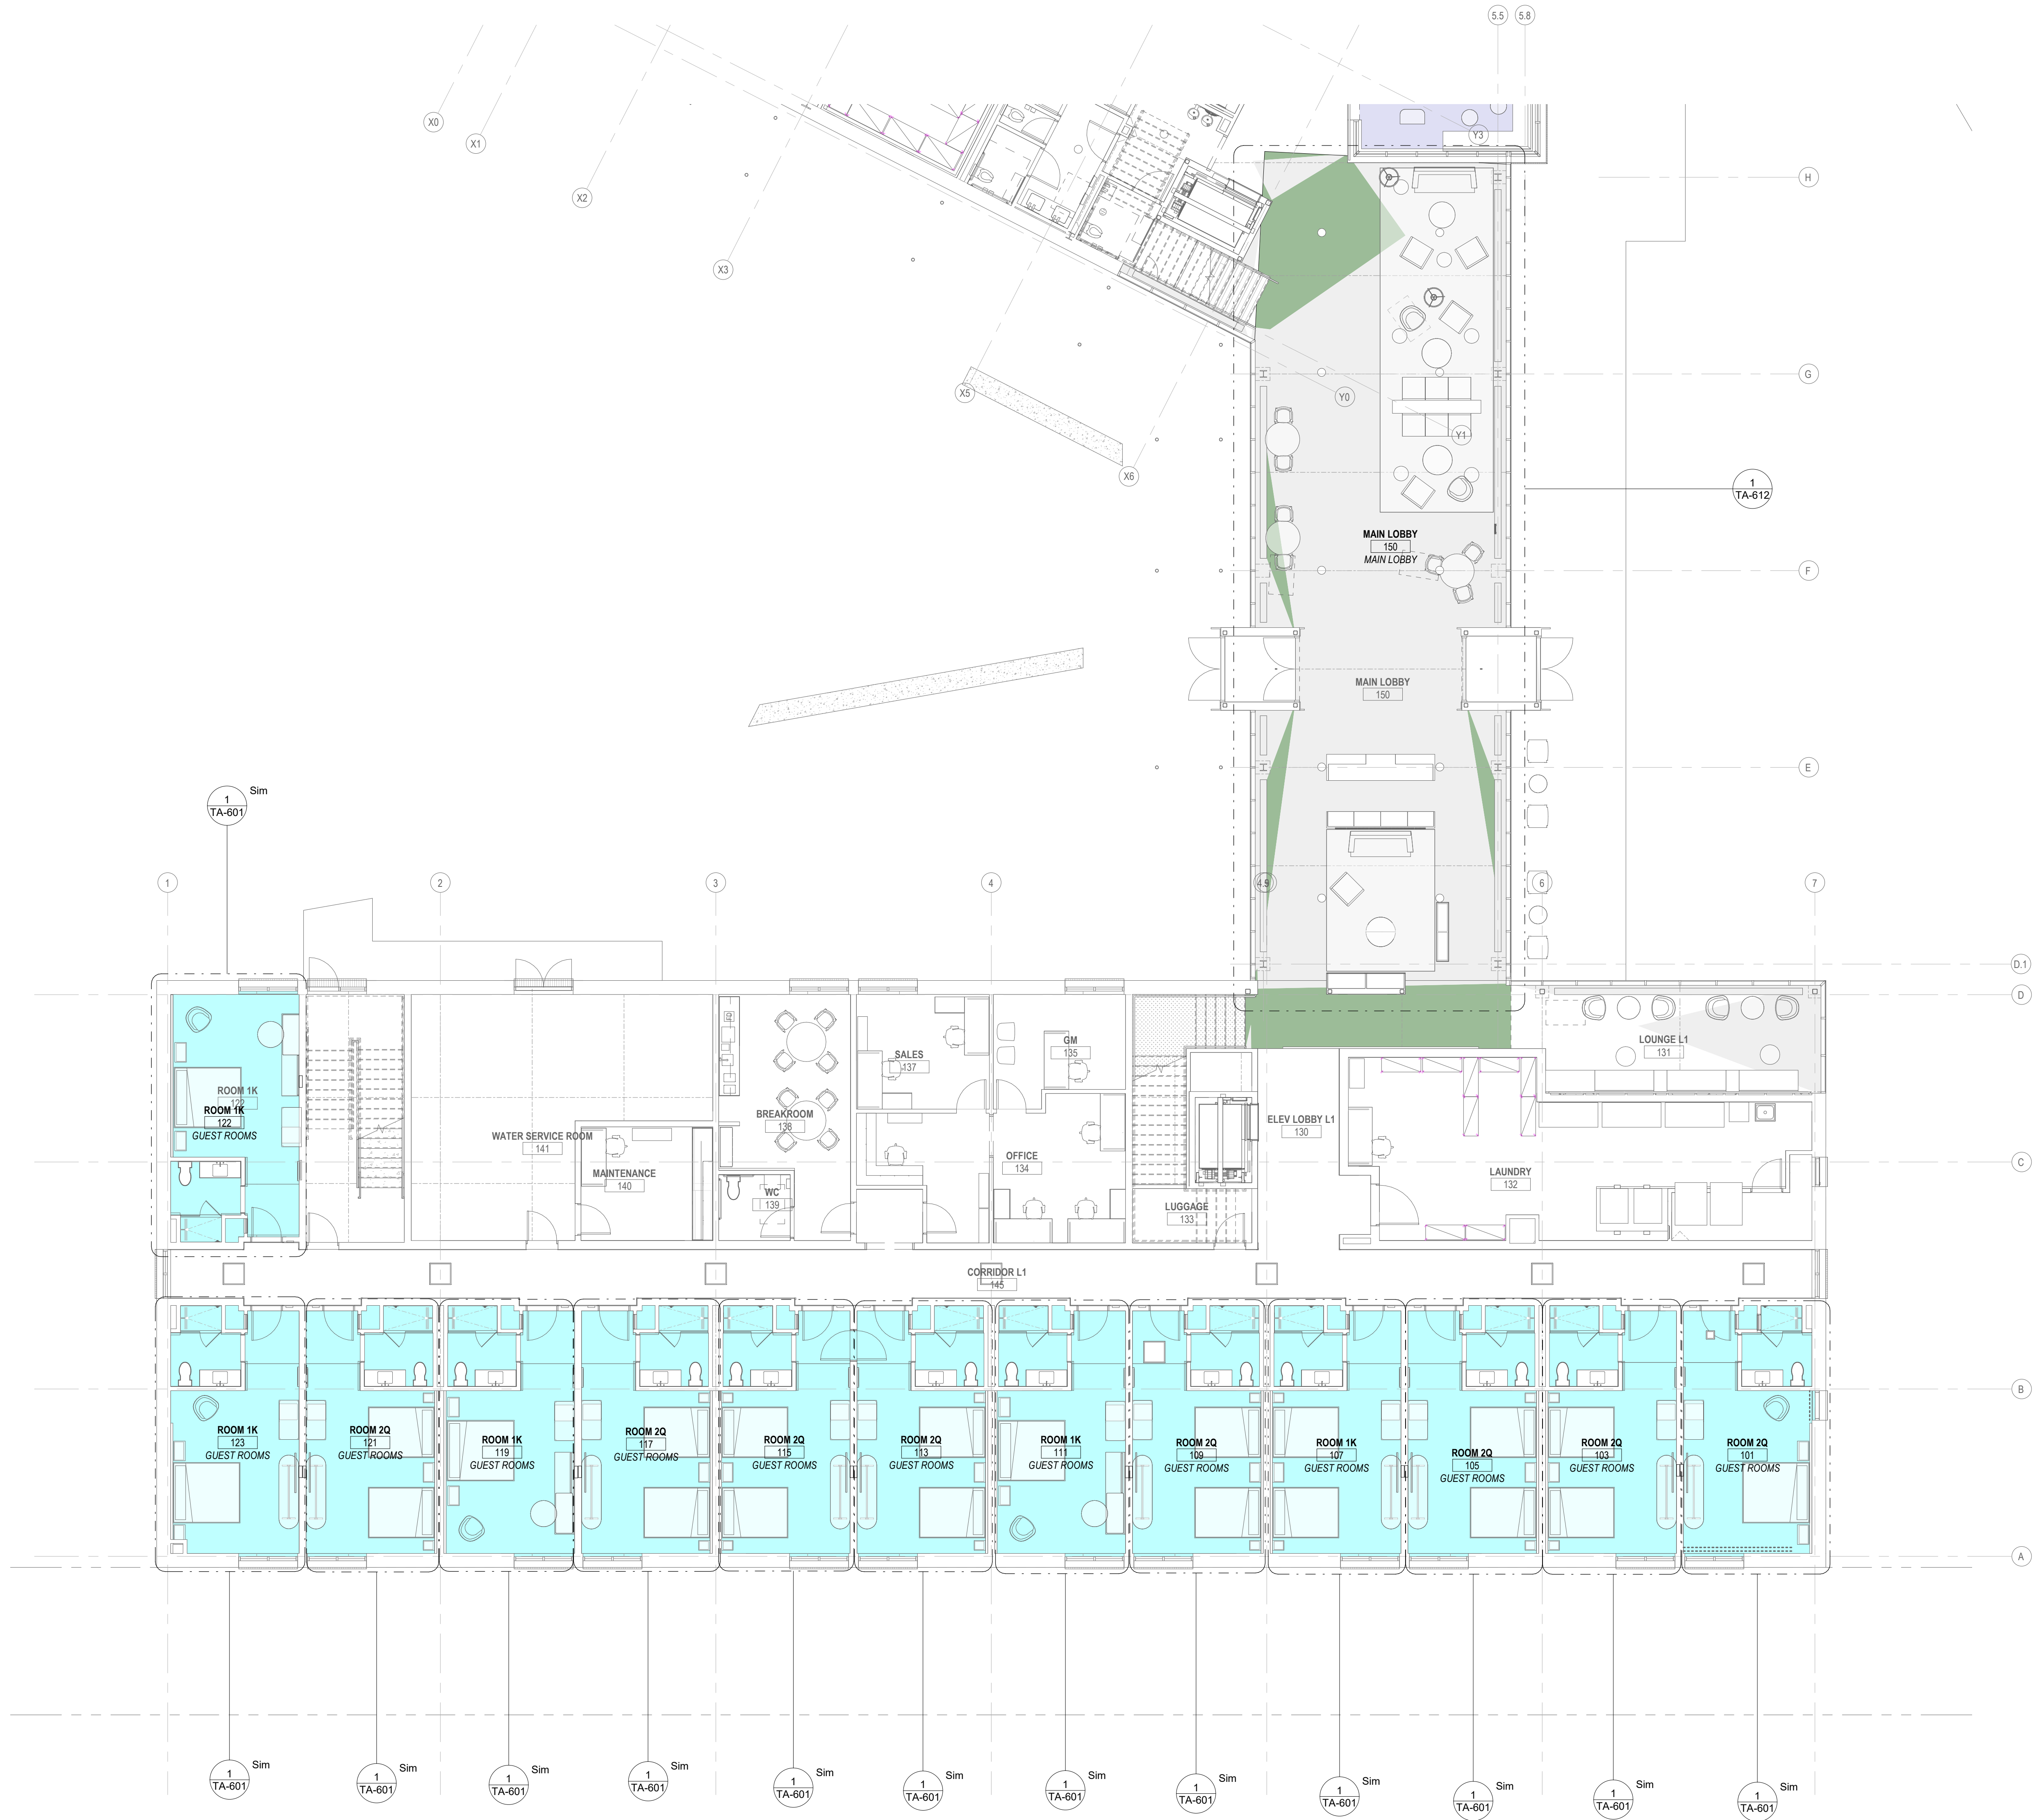 5.5
5.8
X0
X1
X2
X3
Y3
H
G
X5
Y0
Y1
X6
1
TA-612
MAIN LOBBY
150
MAIN LOBBY
F
MAIN LOBBY
150
E
1
TA-601
Sim
1
2
3
4
4.9
6
7
D.1
D
SALES
137
GM
135
LOUNGE L1
131
ROOM 1K
122
ROOM 1K
122
GUEST ROOMS
BREAKROOM
138
ELEV LOBBY L1
130
WATER SERVICE ROOM
141
OFFICE
134
C
MAINTENANCE
140
LAUNDRY
132
WC
139
LUGGAGE
133
CORRIDOR L1
145
B
ROOM 1K
123
GUEST ROOMS
ROOM 2Q
121
GUEST ROOMS
ROOM 1K
119
GUEST ROOMS
ROOM 2Q
117
GUEST ROOMS
ROOM 2Q
115
GUEST ROOMS
ROOM 2Q
113
GUEST ROOMS
ROOM 1K
111
GUEST ROOMS
ROOM 2Q
109
GUEST ROOMS
ROOM 1K
107
GUEST ROOMS
ROOM 2Q
105
GUEST ROOMS
ROOM 2Q
103
GUEST ROOMS
ROOM 2Q
101
GUEST ROOMS
A
1
TA-601
Sim
1
TA-601
Sim
1
TA-601
Sim
1
TA-601
Sim
1
TA-601
Sim
1
TA-601
Sim
1
TA-601
Sim
1
TA-601
Sim
1
TA-601
Sim
1
TA-601
Sim
1
TA-601
Sim
1
TA-601
Sim